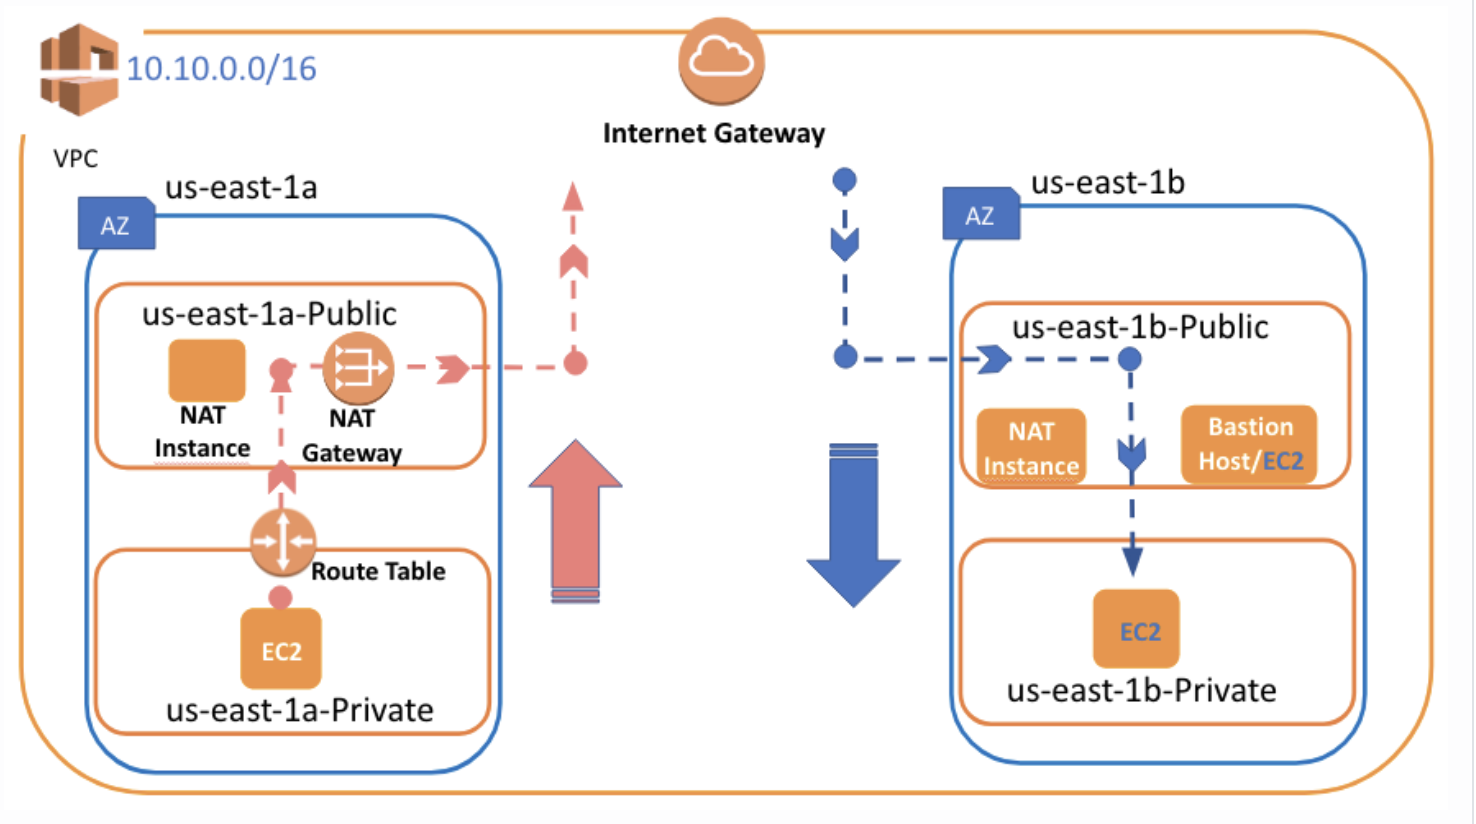 10.10.0.0/16
Internet Gateway
VPC
us-east-1a
AZ
us-east-1a-Public
NAT
Instance
NAT
Gateway
Route Table
EC2
us-east-1a-Private
us-east-1b
AZ
us-east-1b-Public
NAT
Instance
Bastion
Host/EC2
EC2
us-east-1b-Private